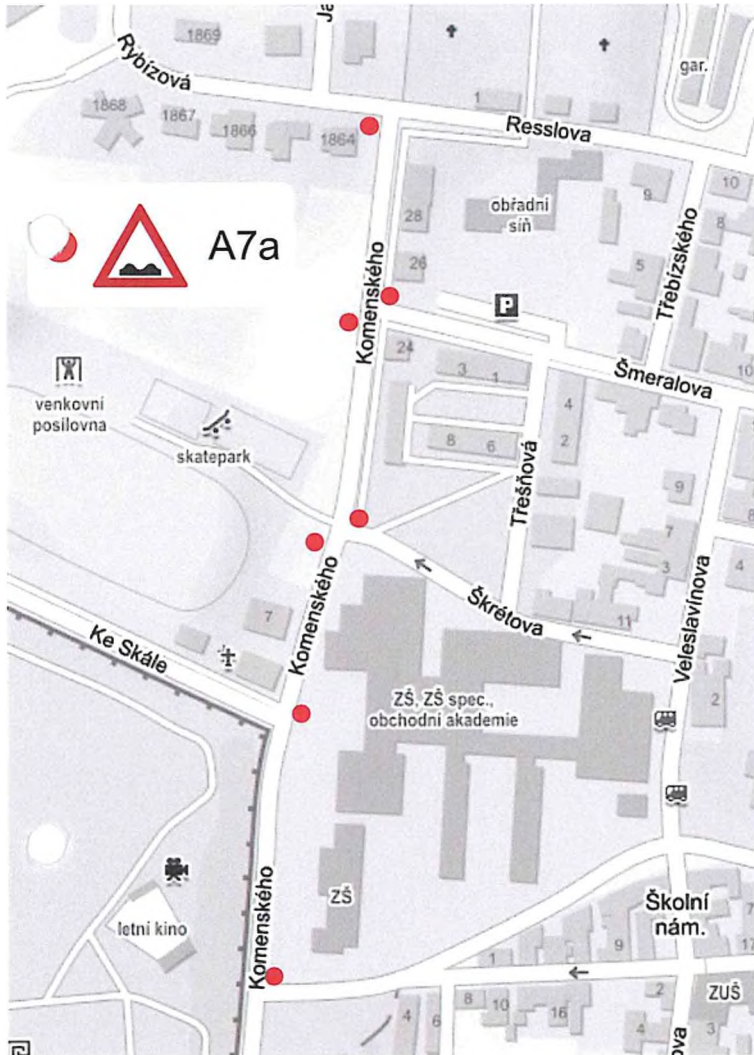 Ja
1869
Rybízová
gar.
1868
1867
1866
1864
1
Resslova
10
9
8
obřadní
síň
28
26
5
Třebízského
A7a
Komenského
P
24
3
1
Šmeralova
10
venkovní
posilovna
4
2
8
6
skatepark
Třešňová
9
8
7
3
4
Škrétova
11
Veleslavínova
7
Komenského
Ke Skále
2
ZŠ, ZŠ spec.,
obchodní akademie
ZŠ
letní kino
Komenského
Školní
nám.
7
17
9
1
2
ZUŠ
8
10
16
4
6
4
3
ova